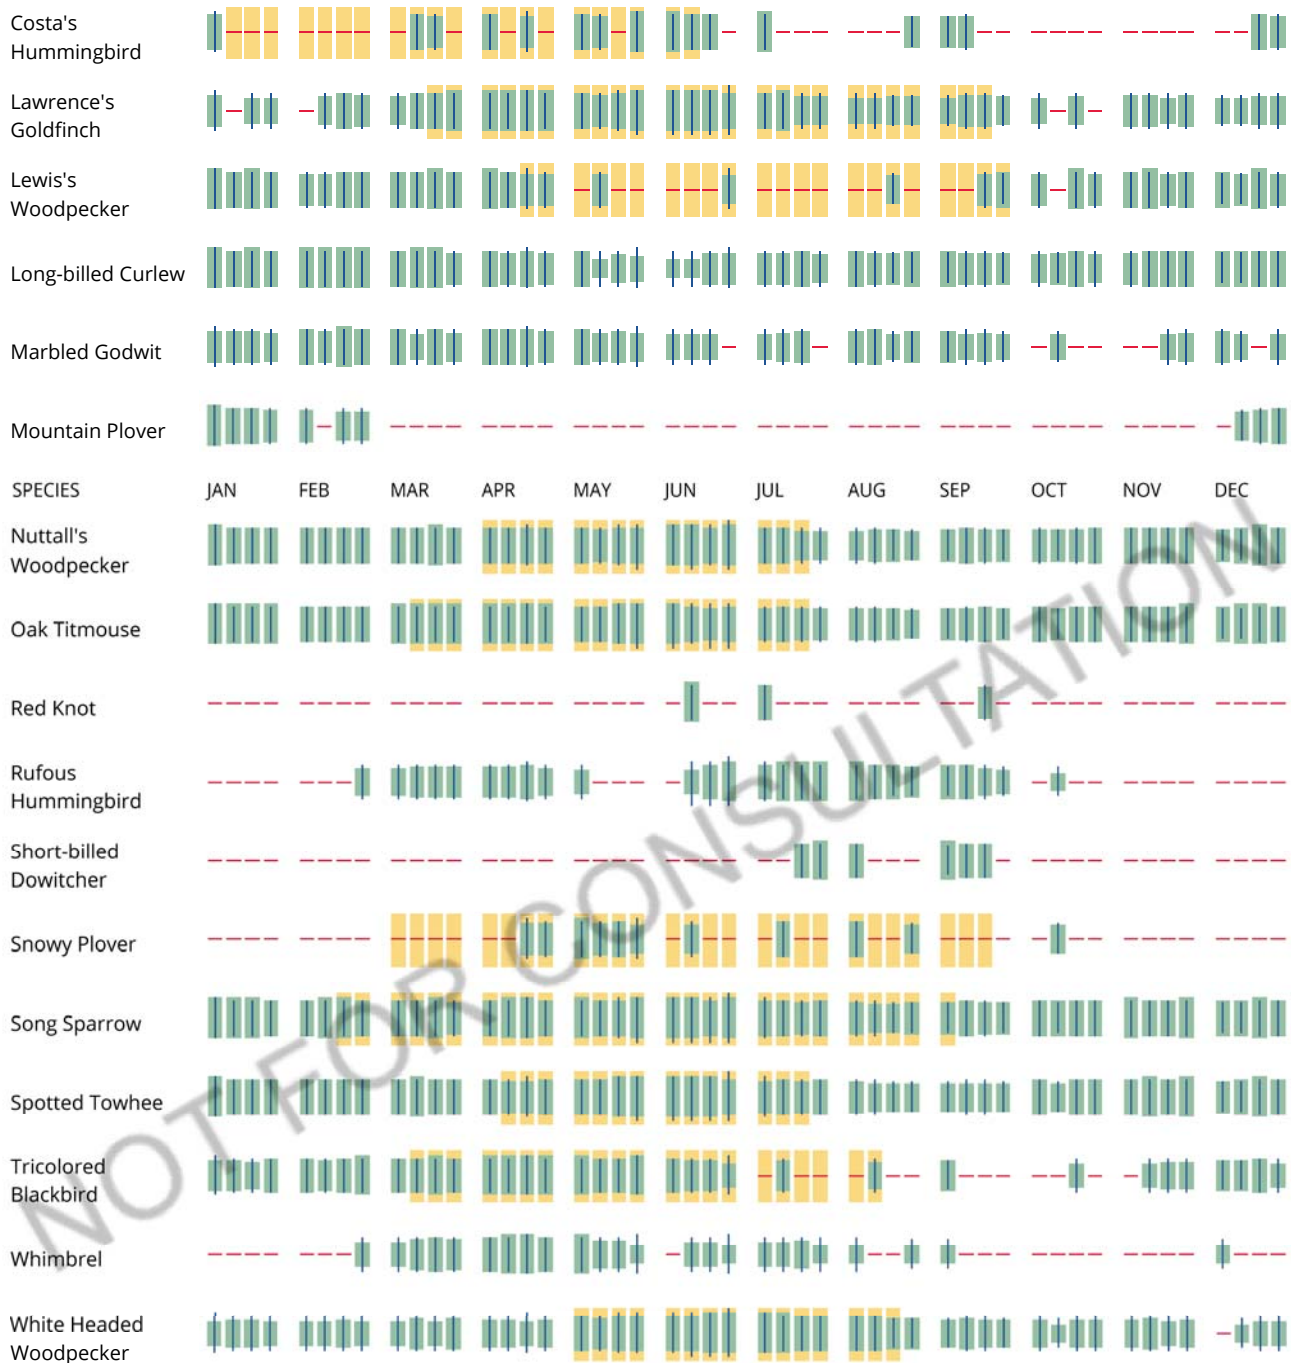 Costa's
Hummingbird
Lawrence's
Goldfinch
Lewis's
Woodpecker
Long-billed Curlew
Marbled Godwit
Mountain Plover
SPECIES JAN FEB MAR APR MAY JUN JUL AUG SEP OCT NOV DEC
Nuttall's
Woodpecker
Oak Titmouse
Red Knot
Rufous
Hummingbird
Short-billed
Dowitcher
Snowy Plover
Song Sparrow
Spotted Towhee
Tricolored
Blackbird
Whimbrel
White Headed
Woodpecker
NOT FOR CONSULTATION